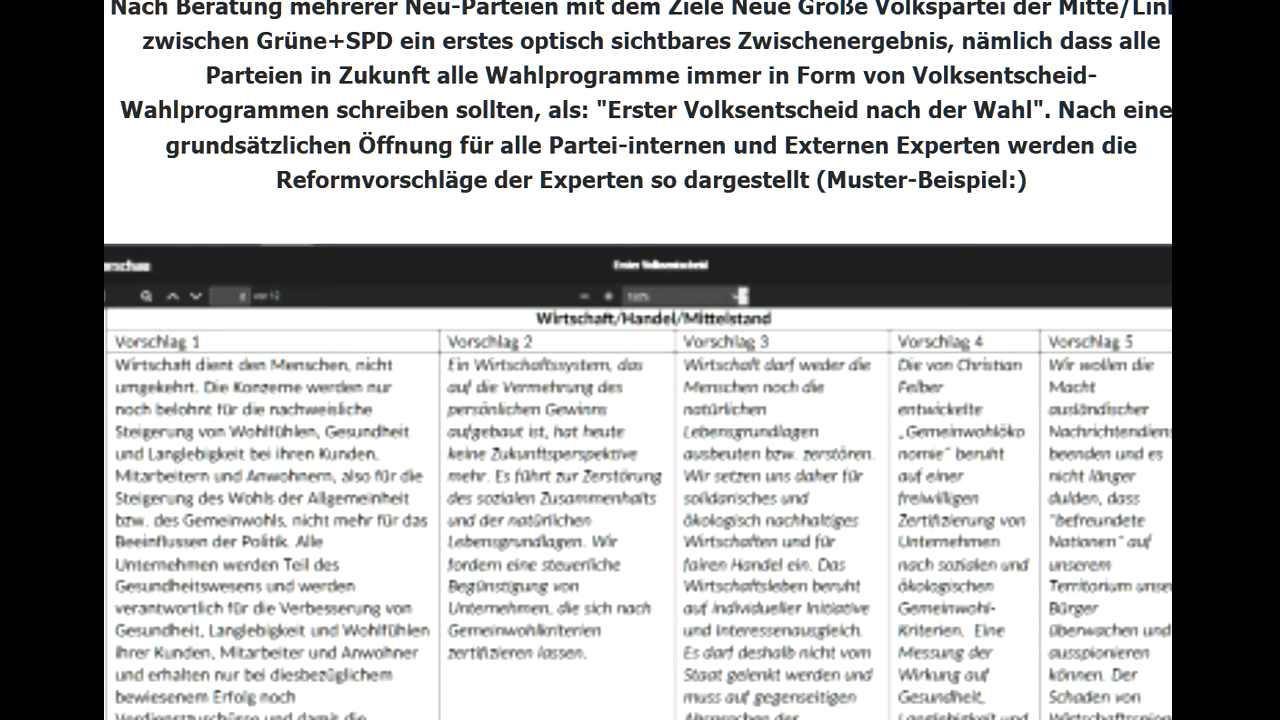 Nach Beratung mehrerer Neu-Parteien mit dem Ziele Neue Große Volkspartei der Mitte/Link
zwischen Grüne+SPD ein erstes optisch sichtbares Zwischenergebnis, nämlich dass alle
Parteien in Zukunft alle Wahlprogramme immer in Form von Volksentscheid-
Wahlprogrammen schreiben sollten, als: "Erster Volksentscheid nach der Wahl". Nach eine
grundsätzlichen Öffnung für alle Partei-internen und Externen Experten werden die
Reformvorschläge der Experten so dargestellt (Muster-Beispiel:)
Erster Volksentscheid
Wirtschaft/Handel/Mittelstand
Vorschlag 1
Wirtschaft dient den Menschen, nicht
umgekehrt. Die Konzerne werden nur
noch belohnt für die nachweisliche
Steigerung von Wohlfühlen, Gesundheit
und Langlebigkeit bei ihren Kunden,
Mitarbeitern und Anwohnern, also für die
Steigerung des Wohls der Allgemeinheit
bzw. des Gemeinwohls, nicht mehr für das
Beeinflussen der Politik. Alle
Unternehmen werden Teil des
Gesundheitswesens und werden
verantwortlich für die Verbesserung von
Gesundheit, Langlebigkeit und Wohlfühlen
ihrer Kunden, Mitarbeiter und Anwohner
und erhalten nur bei diesbezüglichem
bewiesenem Erfolg noch
Verdienstzuschüsse und damit die
Vorschlag 2
Ein Wirtschaftssystem, das
auf die Vermehrung des
persönlichen Gewinns
aufgebaut ist, hat heute
keine Zukunftsperspektive
mehr. Es führt zur Zerstörung
des sozialen Zusammenhalts
und der natürlichen
Lebensgrundlagen. Wir
fordern eine steuerliche
Begünstigung von
Unternehmen, die sich nach
Gemeinwohlkriterien
zertifizieren lassen.
Vorschlag 3
Wirtschaft darf weder die
Menschen noch die
natürlichen
Lebensgrundlagen
ausbeuten bzw. zerstören.
Wir setzen uns daher für
solidarisches und
ökologisch nachhaltiges
Wirtschaften und für
fairen Handel ein. Das
Wirtschaftsleben beruht
auf individueller Initiative
und Interessenausgleich.
Es darf deshalb nicht vom
Staat gelenkt werden und
muss auf gegenseitigen
Absprachen der
Vorschlag 4
Die von Christian
Felber
entwickelte
„Gemeinwohlöko
nomie" beruht
auf einer
freiwilligen
Zertifizierung von
Unternehmen
nach sozialen und
ökologischen
Gemeinwohl-
Kriterien. Eine
Messung der
Wirkung auf
Gesundheit,
Langlebigkeit und
Vorschlag 5
Wir wollen die
Macht
ausländischer
Nachrichtendiens
beenden und es
nicht länger
dulden, dass
"befreundete
Nationen" auf
unserem
Territorium unse
Bürger
überwachen und
ausspionieren
können. Der
Schaden von